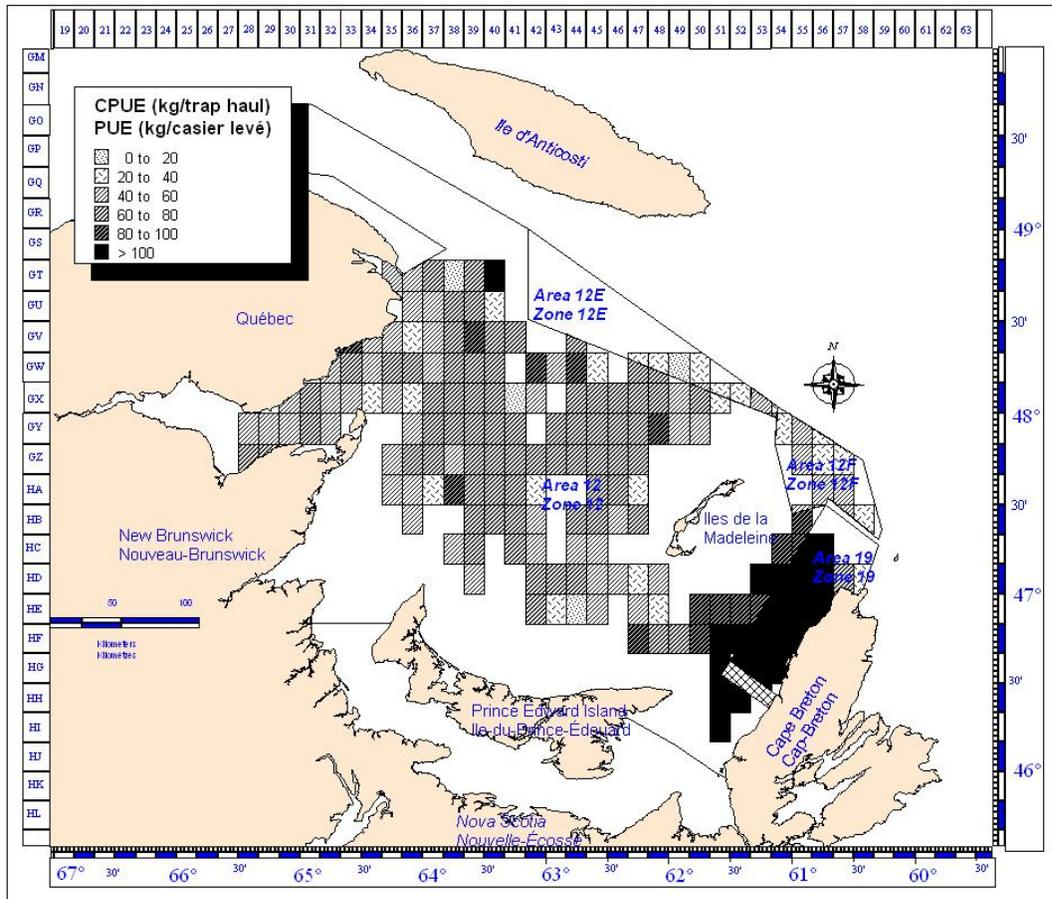 19 20 21 22 23 24 25 26 27 28 29 30 31 32 33 34 35 36 37 38 39 40 42 43 44 45 46 47 48 49 50 51 52 53 54 55 56 57 58 59 60 61 62 63
GM
GN
GO
GP
GQ
GR
GS
GT
GU
GV
GW
GX
GY
GZ
HA
HB
HC
HD
HE
HF
HG
HH
HI
HJ
HK
HL
CPUE (kg/trap haul)
PUE (kg/casier levé)
0 to 20
20 to 40
40 to 60
60 to 80
80 to 100
> 100
Ile d'Anticosti
Québec
Area 12E
Zone 12E
N
Area 12F
Zone 12F
Area 12
Zone 12
Iles de la
Madeleine
Area 19
Zone 19
New Brunswick
Nouveau-Brunswick
50 100
Kilometers
Kilomètres
Prince Edward Island
Ile-du-Prince-Édouard
Cape Breton
Cap-Breton
Nova Scotia
Nouvelle-Écosse
30'
49°
30'
48°
30'
47°
30'
46°
67° 30' 66° 30' 65° 30' 64° 30' 63° 30' 62° 30' 61° 30' 60° 30'